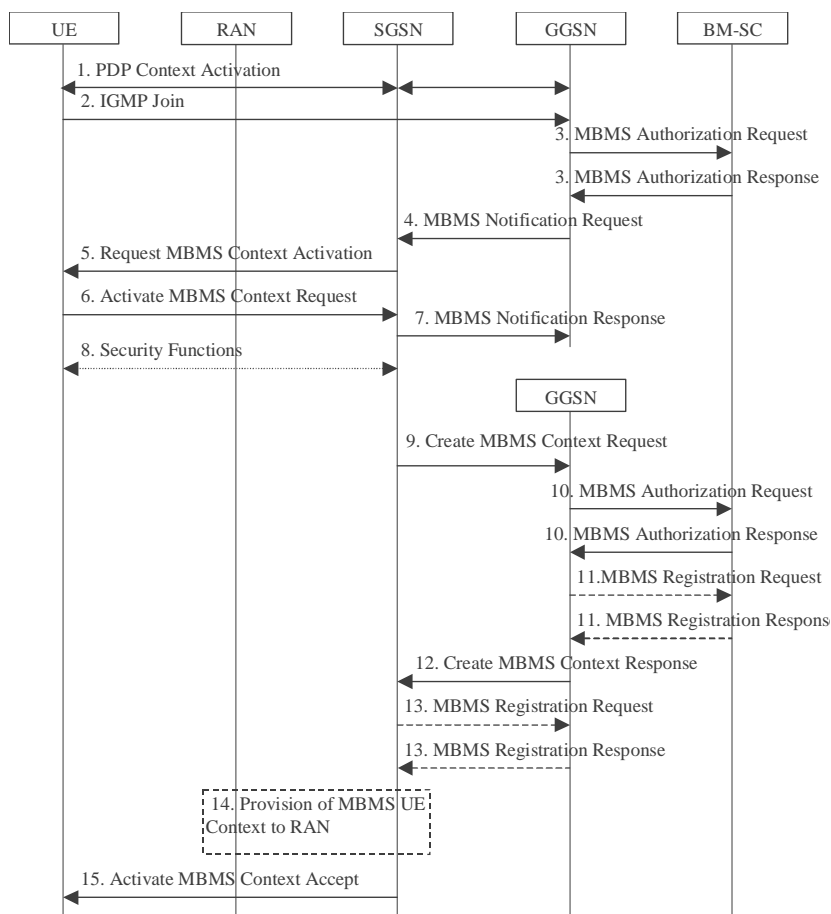 UE
RAN
SGSN
GGSN
BM-SC
1. PDP Context Activation
2. IGMP Join
3. MBMS Authorization Request
3. MBMS Authorization Response
4. MBMS Notification Request
5. Request MBMS Context Activation
6. Activate MBMS Context Request
7. MBMS Notification Response
8. Security Functions
GGSN
9. Create MBMS Context Request
10. MBMS Authorization Request
10. MBMS Authorization Response
11.MBMS Registration Request
11. MBMS Registration Response
12. Create MBMS Context Response
13. MBMS Registration Request
13. MBMS Registration Response
14. Provision of MBMS UE
Context to RAN
15. Activate MBMS Context Accept